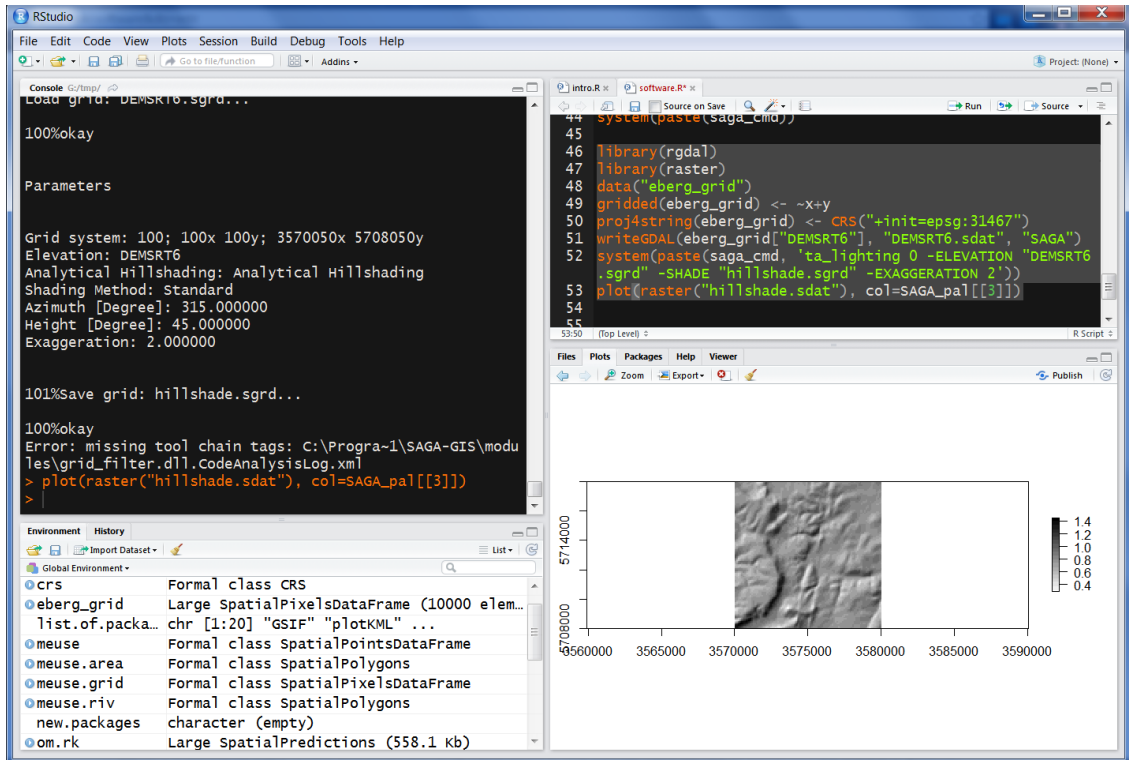 RStudio
File Edit Code View Plots Session Build Debug Tools Help
Go to file/function
Addins
Project: (None)
Console G:/tmp/
Load grid: DEMSRT6.sgrd...
100%okay
Parameters
Grid system: 100; 100x 100y; 3570050x 5708050y
Elevation: DEMSRT6
Analytical Hillshading: Analytical Hillshading
Shading Method: Standard
Azimuth [Degree]: 315.000000
Height [Degree]: 45.000000
Exaggeration: 2.000000
101%Save grid: hillshade.sgrd...
100%okay
Error: missing tool chain tags: C:\Progra~1\SAGA-GIS\modu
les\grid_filter.dll.CodeAnalysisLog.xml
> plot(raster("hillshade.sdat"), col=SAGA_pal[[3]])
>
Environment History
Import Dataset
List
Global Environment
crs Formal class CRS
eberg_grid Large SpatialPixelsDataFrame (10000 elem...
list.of.packa... chr [1:20] "GSIF" "plotKML" ...
meuse Formal class SpatialPointsDataFrame
meuse.area Formal class SpatialPolygons
meuse.grid Formal class SpatialPixelsDataFrame
meuse.riv Formal class SpatialPolygons
new.packages character (empty)
om.rk Large SpatialPredictions (558.1 Kb)
intro.R × software.R* ×
Source on Save Run Source
44 system(paste(saga_cmd))
45
46 library(rgdal)
47 library(raster)
48 data("eberg_grid")
49 gridded(eberg_grid) <- ~x+y
50 proj4string(eberg_grid) <- CRS("+init=epsg:31467")
51 writeGDAL(eberg_grid["DEMSRT6"], "DEMSRT6.sdat", "SAGA")
52 system(paste(saga_cmd, 'ta_lighting 0 -ELEVATION "DEMSRT6
.sgrd" -SHADE "hillshade.sgrd" -EXAGGERATION 2'))
53 plot(raster("hillshade.sdat"), col=SAGA_pal[[3]])
54
55
53:50 (Top Level) R Script
Files Plots Packages Help Viewer
Zoom Export Publish
5714000
5708000
1.4
1.2
1.0
0.8
0.6
0.4
3560000 3565000 3570000 3575000 3580000 3585000 3590000